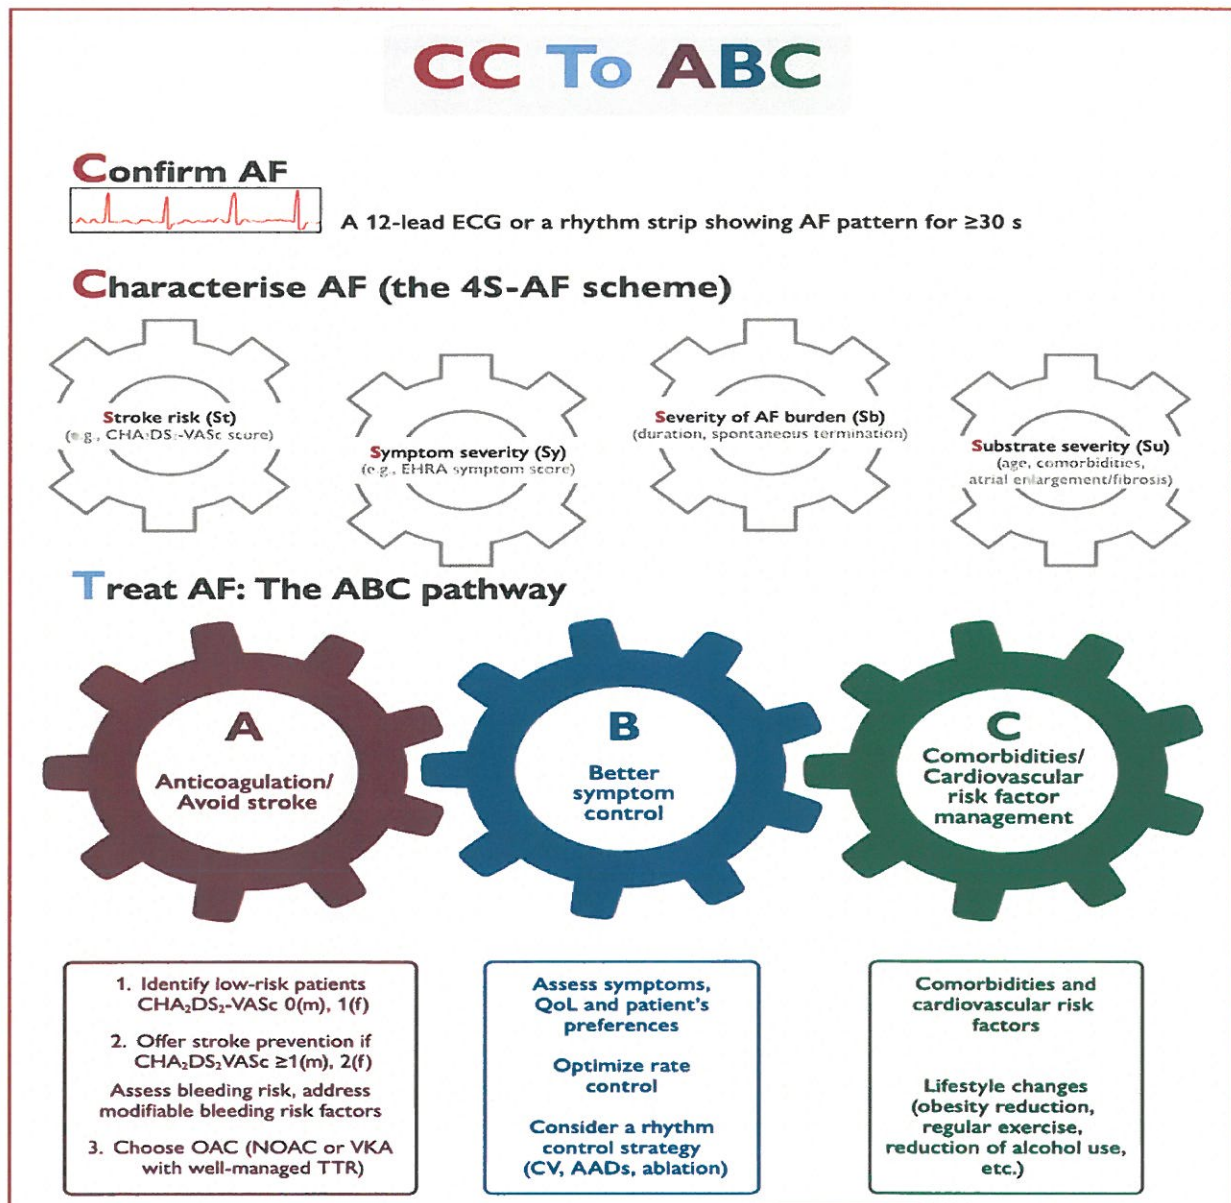 CC To ABC
Confirm AF
A 12-lead ECG or a rhythm strip showing AF pattern for ≥30 s
Characterise AF (the 4S-AF scheme)
Stroke risk (St)
(e.g., CHA₂DS₂-VASc score)
Symptom severity (Sy)
(e.g., EHRA symptom score)
Severity of AF burden (Sb)
(duration, spontaneous termination)
Substrate severity (Su)
(age, comorbidities,
atrial enlargement/fibrosis)
Treat AF: The ABC pathway
A
Anticoagulation/
Avoid stroke
B
Better
symptom
control
C
Comorbidities/
Cardiovascular
risk factor
management
1. Identify low-risk patients
CHA₂DS₂-VASc 0(m), 1(f)
2. Offer stroke prevention if
CHA₂DS₂VASc ≥1(m), 2(f)
Assess bleeding risk, address
modifiable bleeding risk factors
3. Choose OAC (NOAC or VKA
with well-managed TTR)
Assess symptoms,
QoL and patient's
preferences
Optimize rate
control
Consider a rhythm
control strategy
(CV, AADs, ablation)
Comorbidities and
cardiovascular risk
factors
Lifestyle changes
(obesity reduction,
regular exercise,
reduction of alcohol use,
etc.)